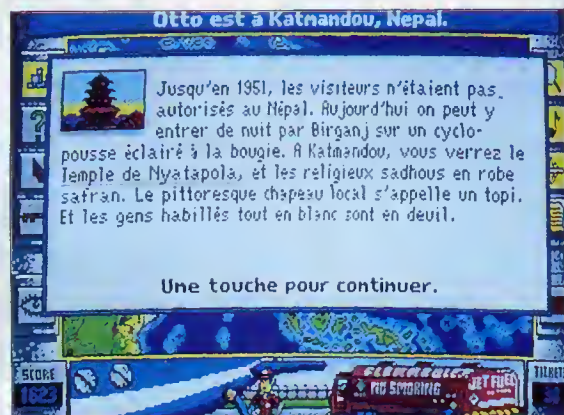 Otto est à Katmandou, Nepal.
Jusqu'en 1951, les visiteurs n'étaient pas
autorisés au Népal. Aujourd'hui on peut y
entrer de nuit par Birganj sur un cyclo-
pousse éclairé à la bougie. A Katmandou, vous verrez le
Temple de Nyatapola, et les religieux sadhous en robe
safran. Le pittoresque chapeau local s'appelle un topi.
Et les gens habillés tout en blanc sont en deuil.
Une touche pour continuer.
SCORE
1623
NO SMORING
JET FUEL
TICKETS